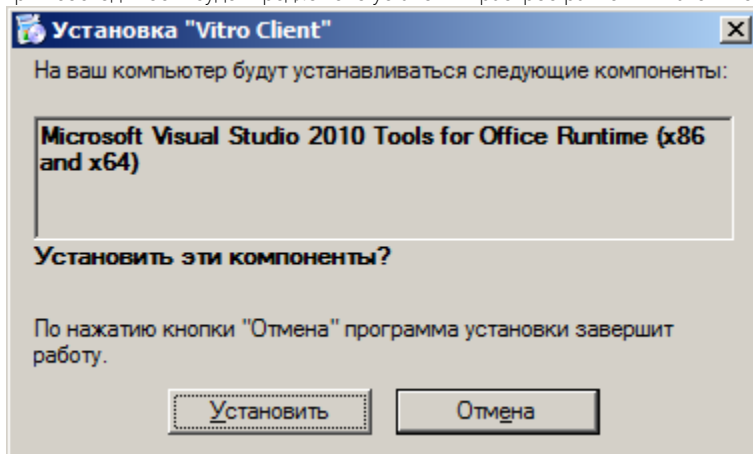 Установка "Vitro Client"
На ваш компьютер будут устанавливаться следующие компоненты:
Microsoft Visual Studio 2010 Tools for Office Runtime (x86
and x64)
Установить эти компоненты?
По нажатию кнопки "Отмена" программа установки завершит
работу.
Установить
Отмена